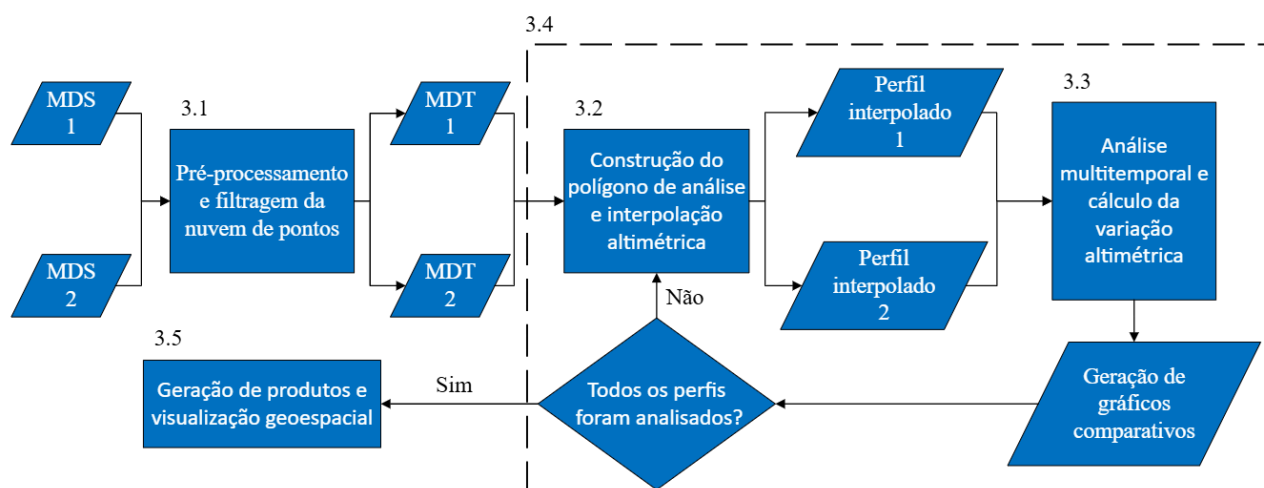 3.4
MDS
1
3.1
Pré-processamento
e filtragem da
nuvem de pontos
MDS
2
MDT
1
MDT
2
3.2
Construção do
polígono de análise
e interpolação
altimétrica
Perfil
interpolado
1
Perfil
interpolado
2
3.3
Análise
multitemporal e
cálculo da
variação
altimétrica
Geração de
gráficos
comparativos
Todos os perfis
foram analisados?
Não
Sim
3.5
Geração de produtos e
visualização geoespacial